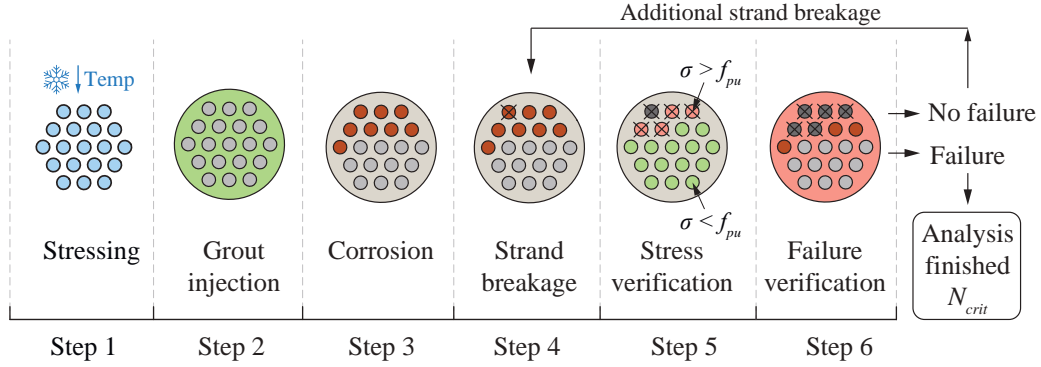 Additional strand breakage
Temp
σ > f_pu
No failure
Failure
σ < f_pu
Stressing
Grout
injection
Corrosion
Strand
breakage
Stress
verification
Failure
verification
Analysis
finished
N_crit
Step 1
Step 2
Step 3
Step 4
Step 5
Step 6